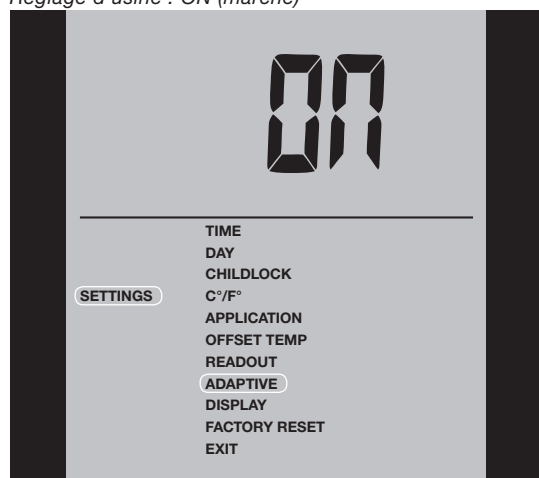 Réglage d'usine : ON (marche)
ON
TIME
DAY
CHILDLOCK
SETTINGS C°/F°
APPLICATION
OFFSET TEMP
READOUT
ADAPTIVE
DISPLAY
FACTORY RESET
EXIT